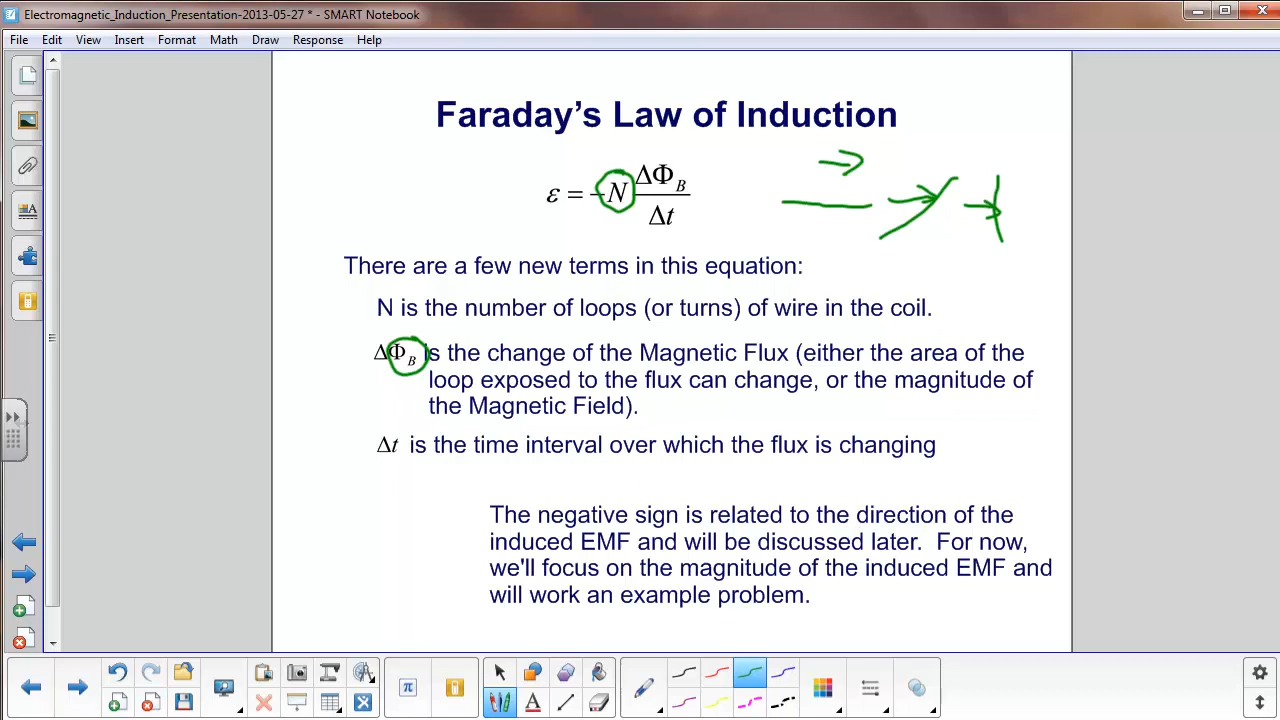 Electromagnetic_Induction_Presentation-2013-05-27 * - SMART Notebook
File Edit View Insert Format Math Draw Response Help
Faraday's Law of Induction
ε = -N ΔΦB / Δt
There are a few new terms in this equation:
N is the number of loops (or turns) of wire in the coil.
ΔΦB is the change of the Magnetic Flux (either the area of the
loop exposed to the flux can change, or the magnitude of
the Magnetic Field).
Δt is the time interval over which the flux is changing
The negative sign is related to the direction of the
induced EMF and will be discussed later. For now,
we'll focus on the magnitude of the induced EMF and
will work an example problem.